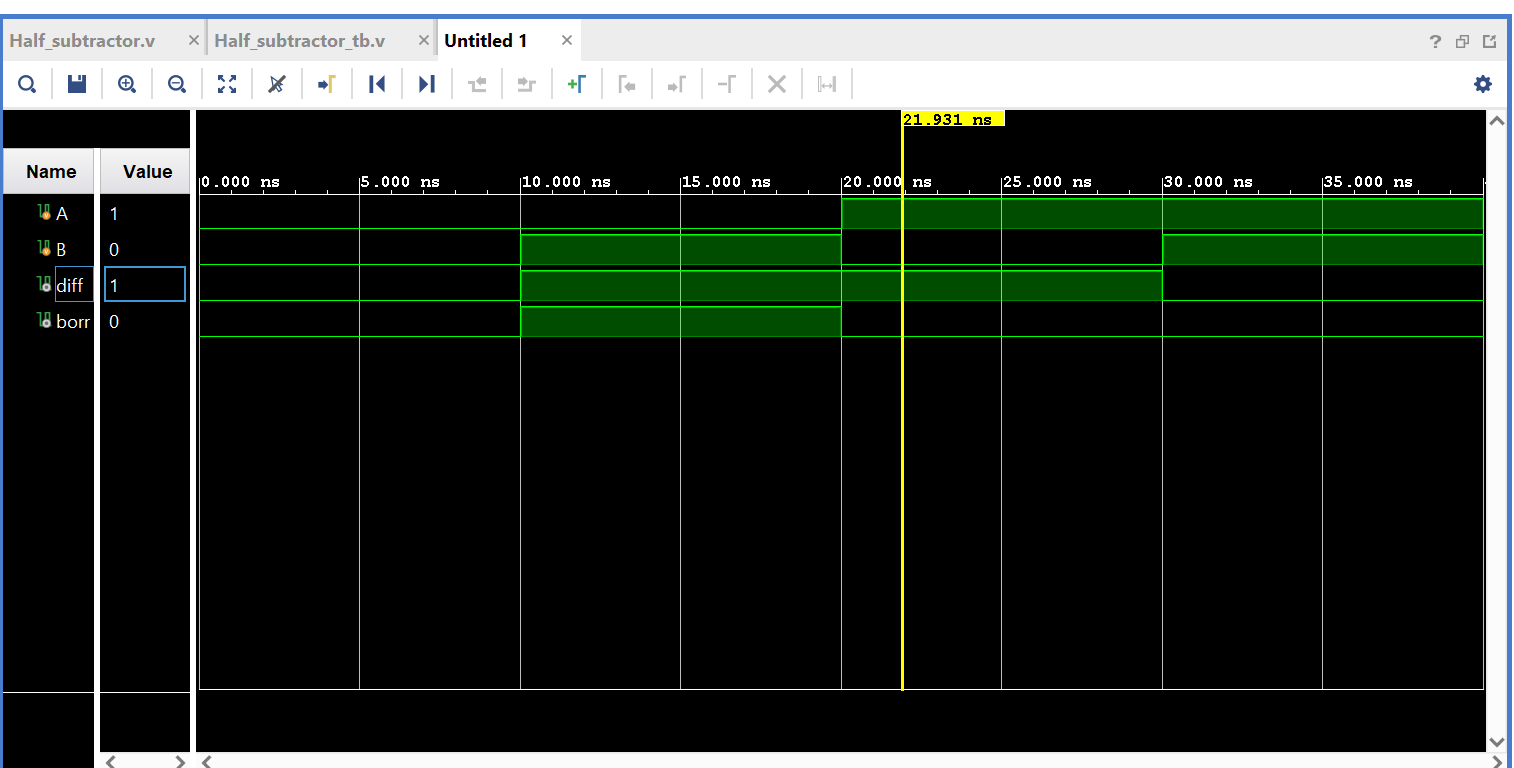 Half_subtractor.v × Half_subtractor_tb.v × Untitled 1 ×
?
21.931 ns
Name Value
0.000 ns 5.000 ns 10.000 ns 15.000 ns 20.000 ns 25.000 ns 30.000 ns 35.000 ns
A 1
B 0
diff 1
borr 0